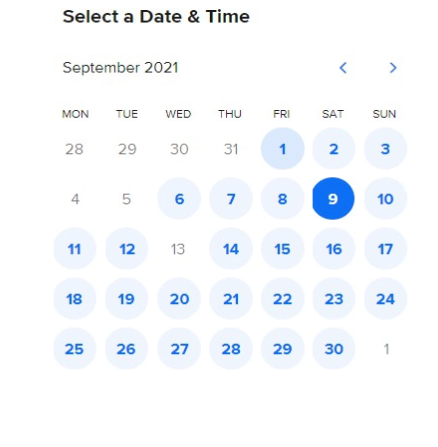 Select a Date & Time
September 2021
MON TUE WED THU FRI SAT SUN
28 29 30 31 1 2 3
4 5 6 7 8 9 10
11 12 13 14 15 16 17
18 19 20 21 22 23 24
25 26 27 28 29 30 1